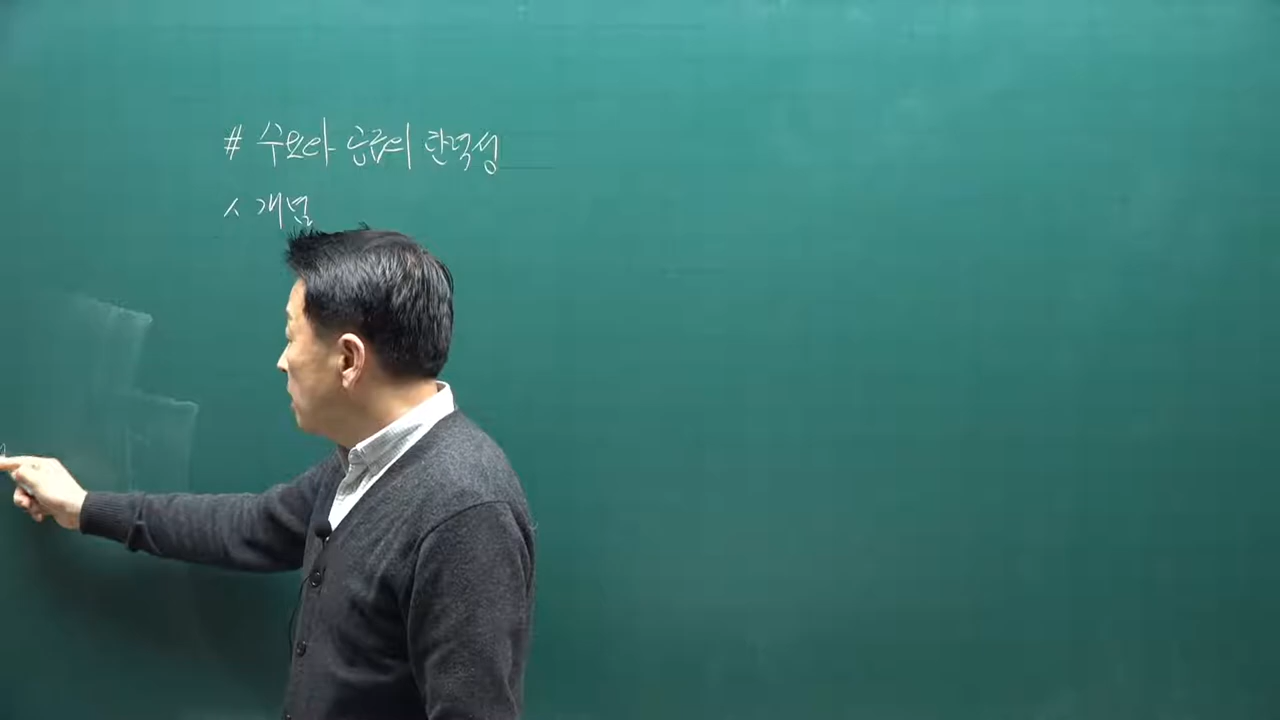 # 수요와 공급의 탄력성
1. 개념